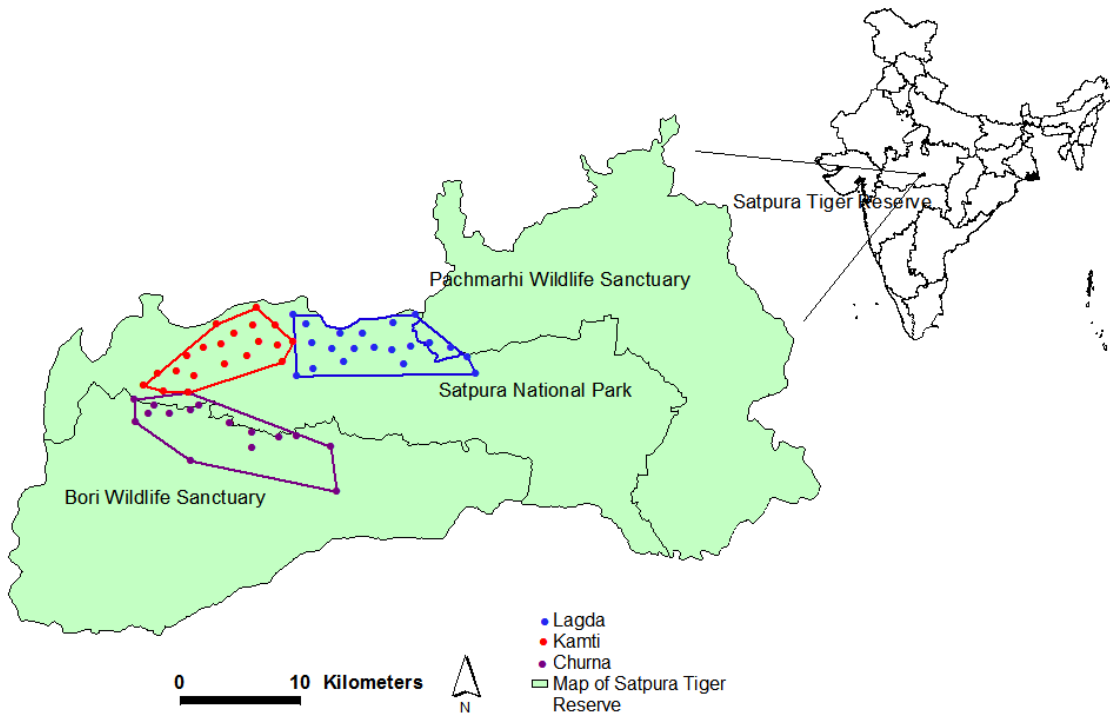 Satpura Tiger Reserve
Pachmarhi Wildlife Sanctuary
Satpura National Park
Bori Wildlife Sanctuary
Lagda
Kamti
Churna
Map of Satpura Tiger
Reserve
0 10 Kilometers
N